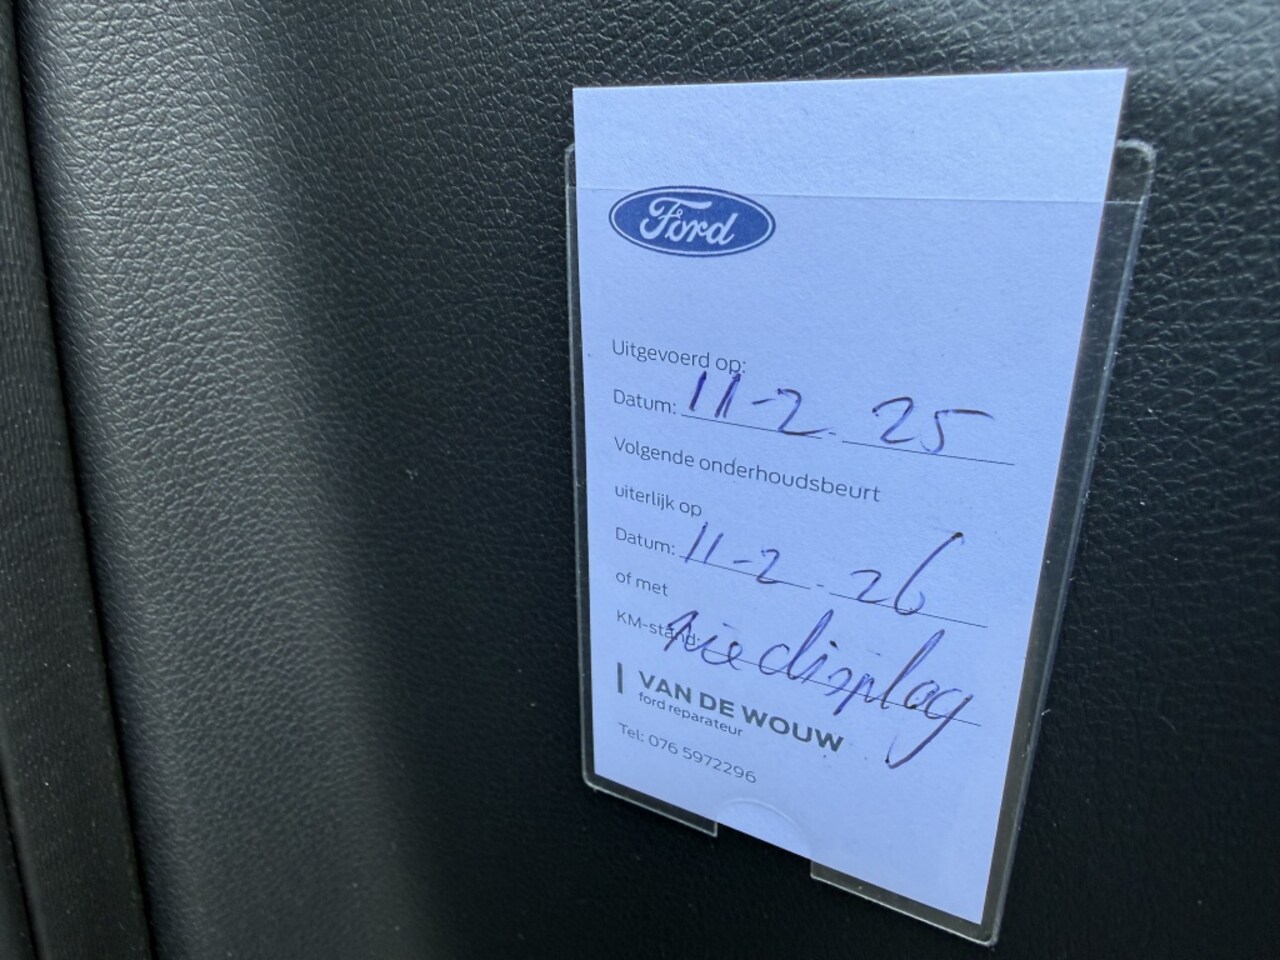 Ford
Uitgevoerd op:
Datum: 11-2-25
Volgende onderhoudsbeurt
uiterlijk op
Datum: 11-2-26
of met
KM-stand: zie display
VAN DE WOUW
ford reparateur
Tel: 076 5972296